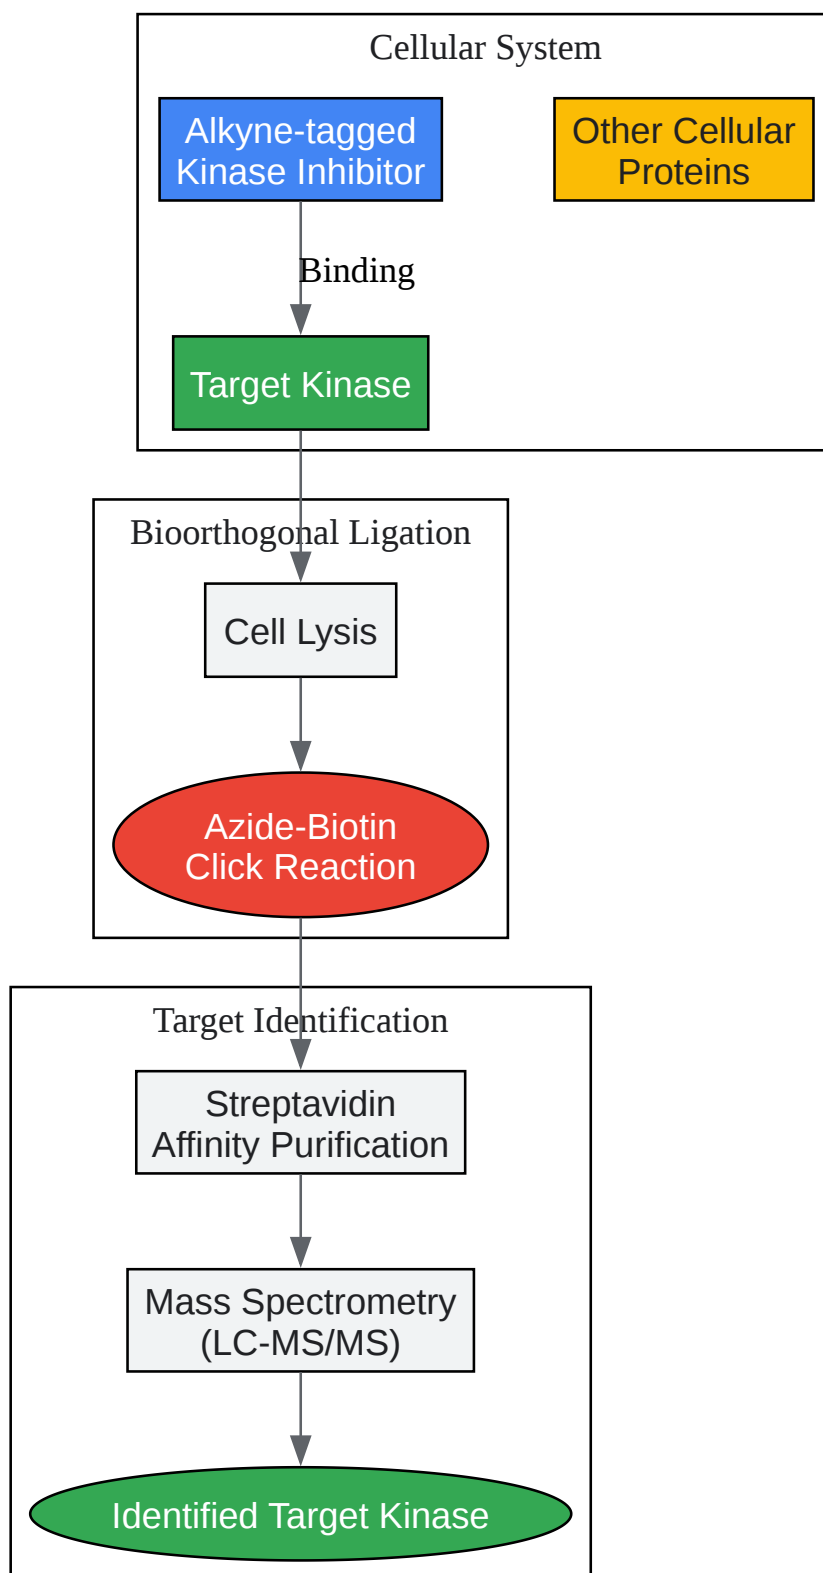 Cellular System
Alkyne-tagged
Kinase Inhibitor
Other Cellular
Proteins
Binding
Target Kinase
Bioorthogonal Ligation
Cell Lysis
Azide-Biotin
Click Reaction
Target Identification
Streptavidin
Affinity Purification
Mass Spectrometry
(LC-MS/MS)
Identified Target Kinase